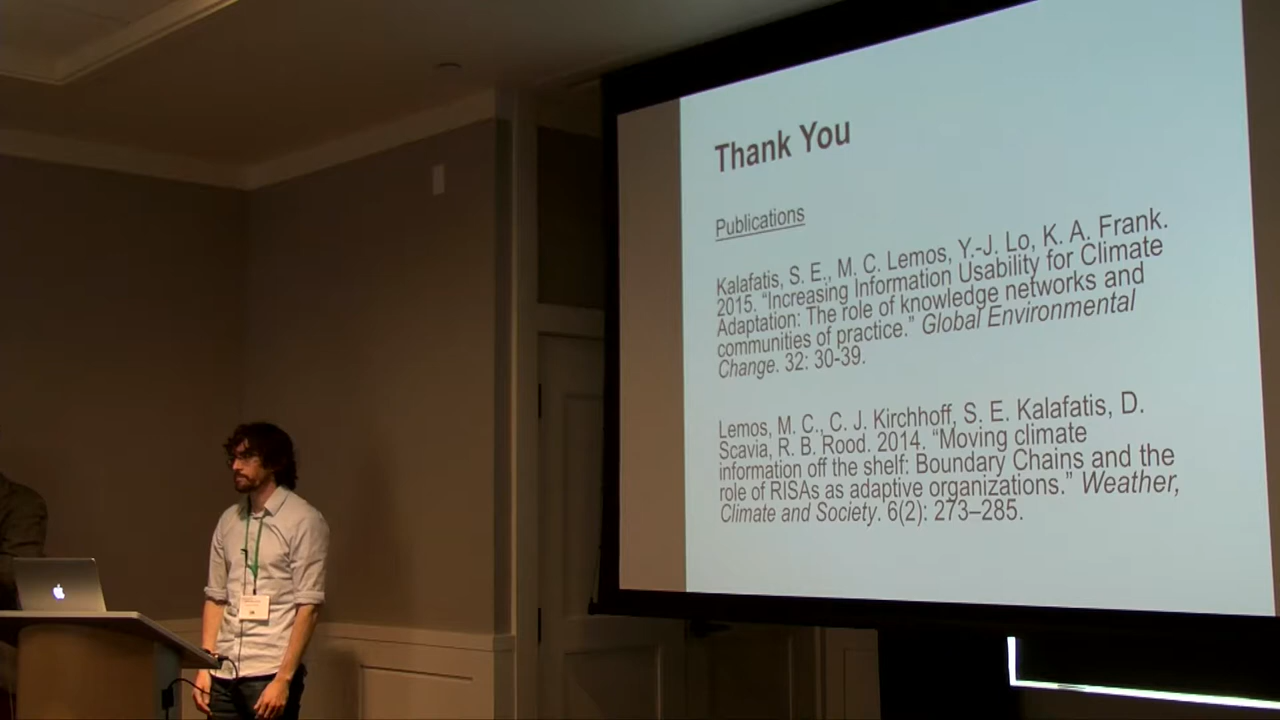 Thank You
Publications
Kalafatis, S. E., M. C. Lemos, Y.-J. Lo, K. A. Frank.
2015. “Increasing Information Usability for Climate
Adaptation: The role of knowledge networks and
communities of practice.” Global Environmental
Change. 32: 30-39.
Lemos, M. C., C. J. Kirchhoff, S. E. Kalafatis, D.
Scavia, R. B. Rood. 2014. “Moving climate
information off the shelf: Boundary Chains and the
role of RISAs as adaptive organizations.” Weather,
Climate and Society. 6(2): 273–285.